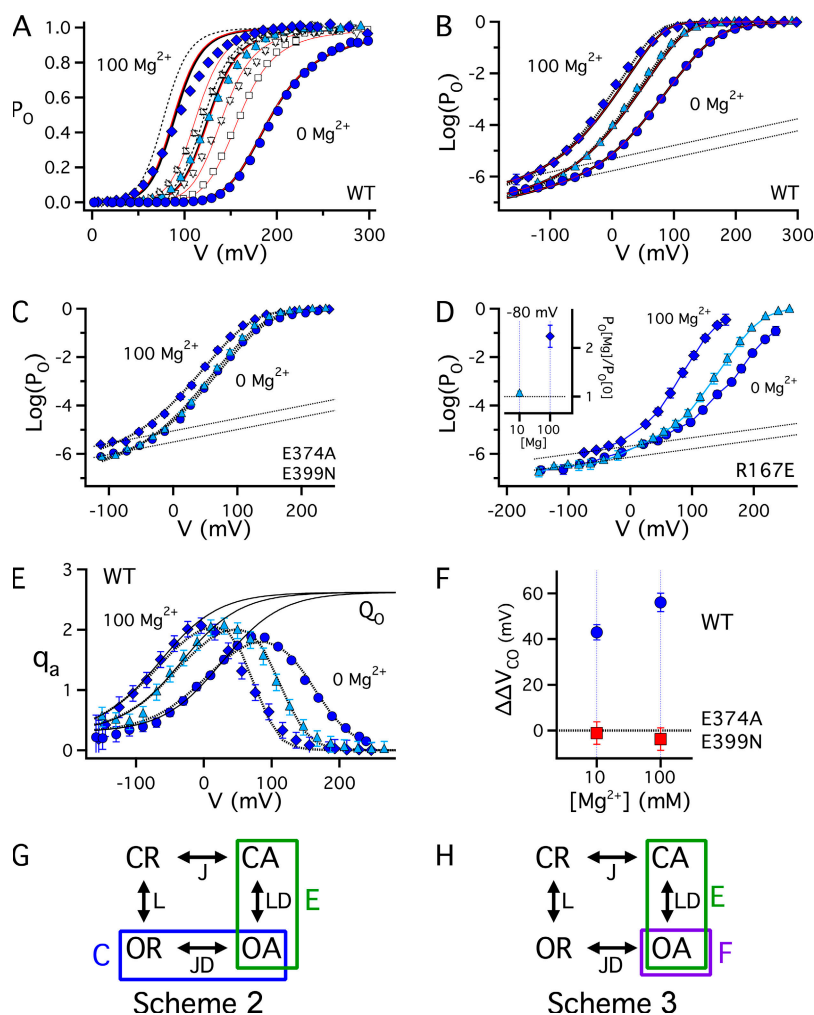 A
100 Mg2+
0 Mg2+
WT
PO
1.0
0.8
0.6
0.4
0.2
0.0
0 100 200 300
V (mV)
B
100 Mg2+
0 Mg2+
WT
Log(PO)
0
-2
-4
-6
-100 0 100 200 300
V (mV)
C
100 Mg2+
0 Mg2+
E374A
E399N
Log(PO)
0
-2
-4
-6
-100 0 100 200
V (mV)
D
-80 mV
PO[Mg]/PO[0]
2
1
10 100
[Mg]
100 Mg2+
0 Mg2+
R167E
Log(PO)
0
-2
-4
-6
-200 -100 0 100 200
V (mV)
E
WT
100 Mg2+
0 Mg2+
QO
qa
3
2
1
0
-100 0 100 200
V (mV)
F
WT
E374A
E399N
ΔΔVCO (mV)
60
40
20
0
10 100
[Mg2+] (mM)
G
CR J CA
L LD E
C OR JD OA
Scheme 2
H
CR J CA
L LD E
OR JD OA F
Scheme 3